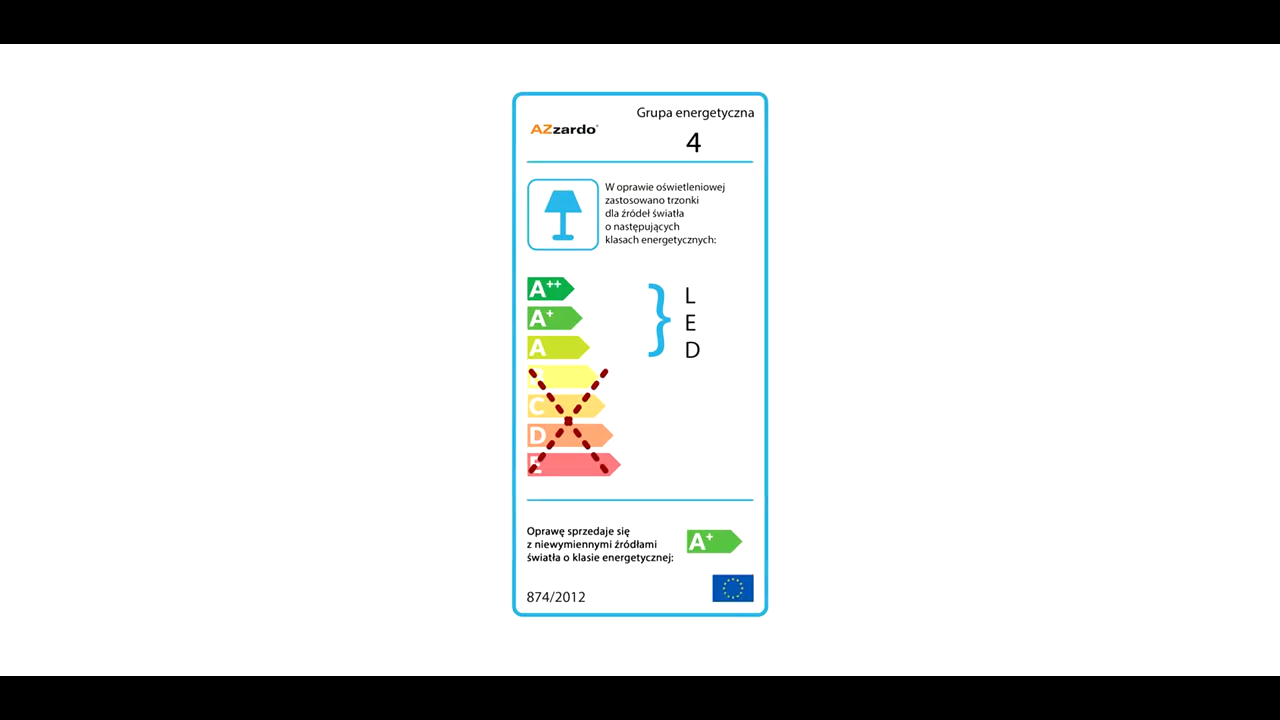 AZzardo®
Grupa energetyczna
4
W oprawie oświetleniowej
zastosowano trzonki
dla źródeł światła
o następujących
klasach energetycznych:
A++
A+
A
C
D
E
L
E
D
Oprawę sprzedaje się
z niewymiennymi źródłami
światła o klasie energetycznej:
A+
874/2012